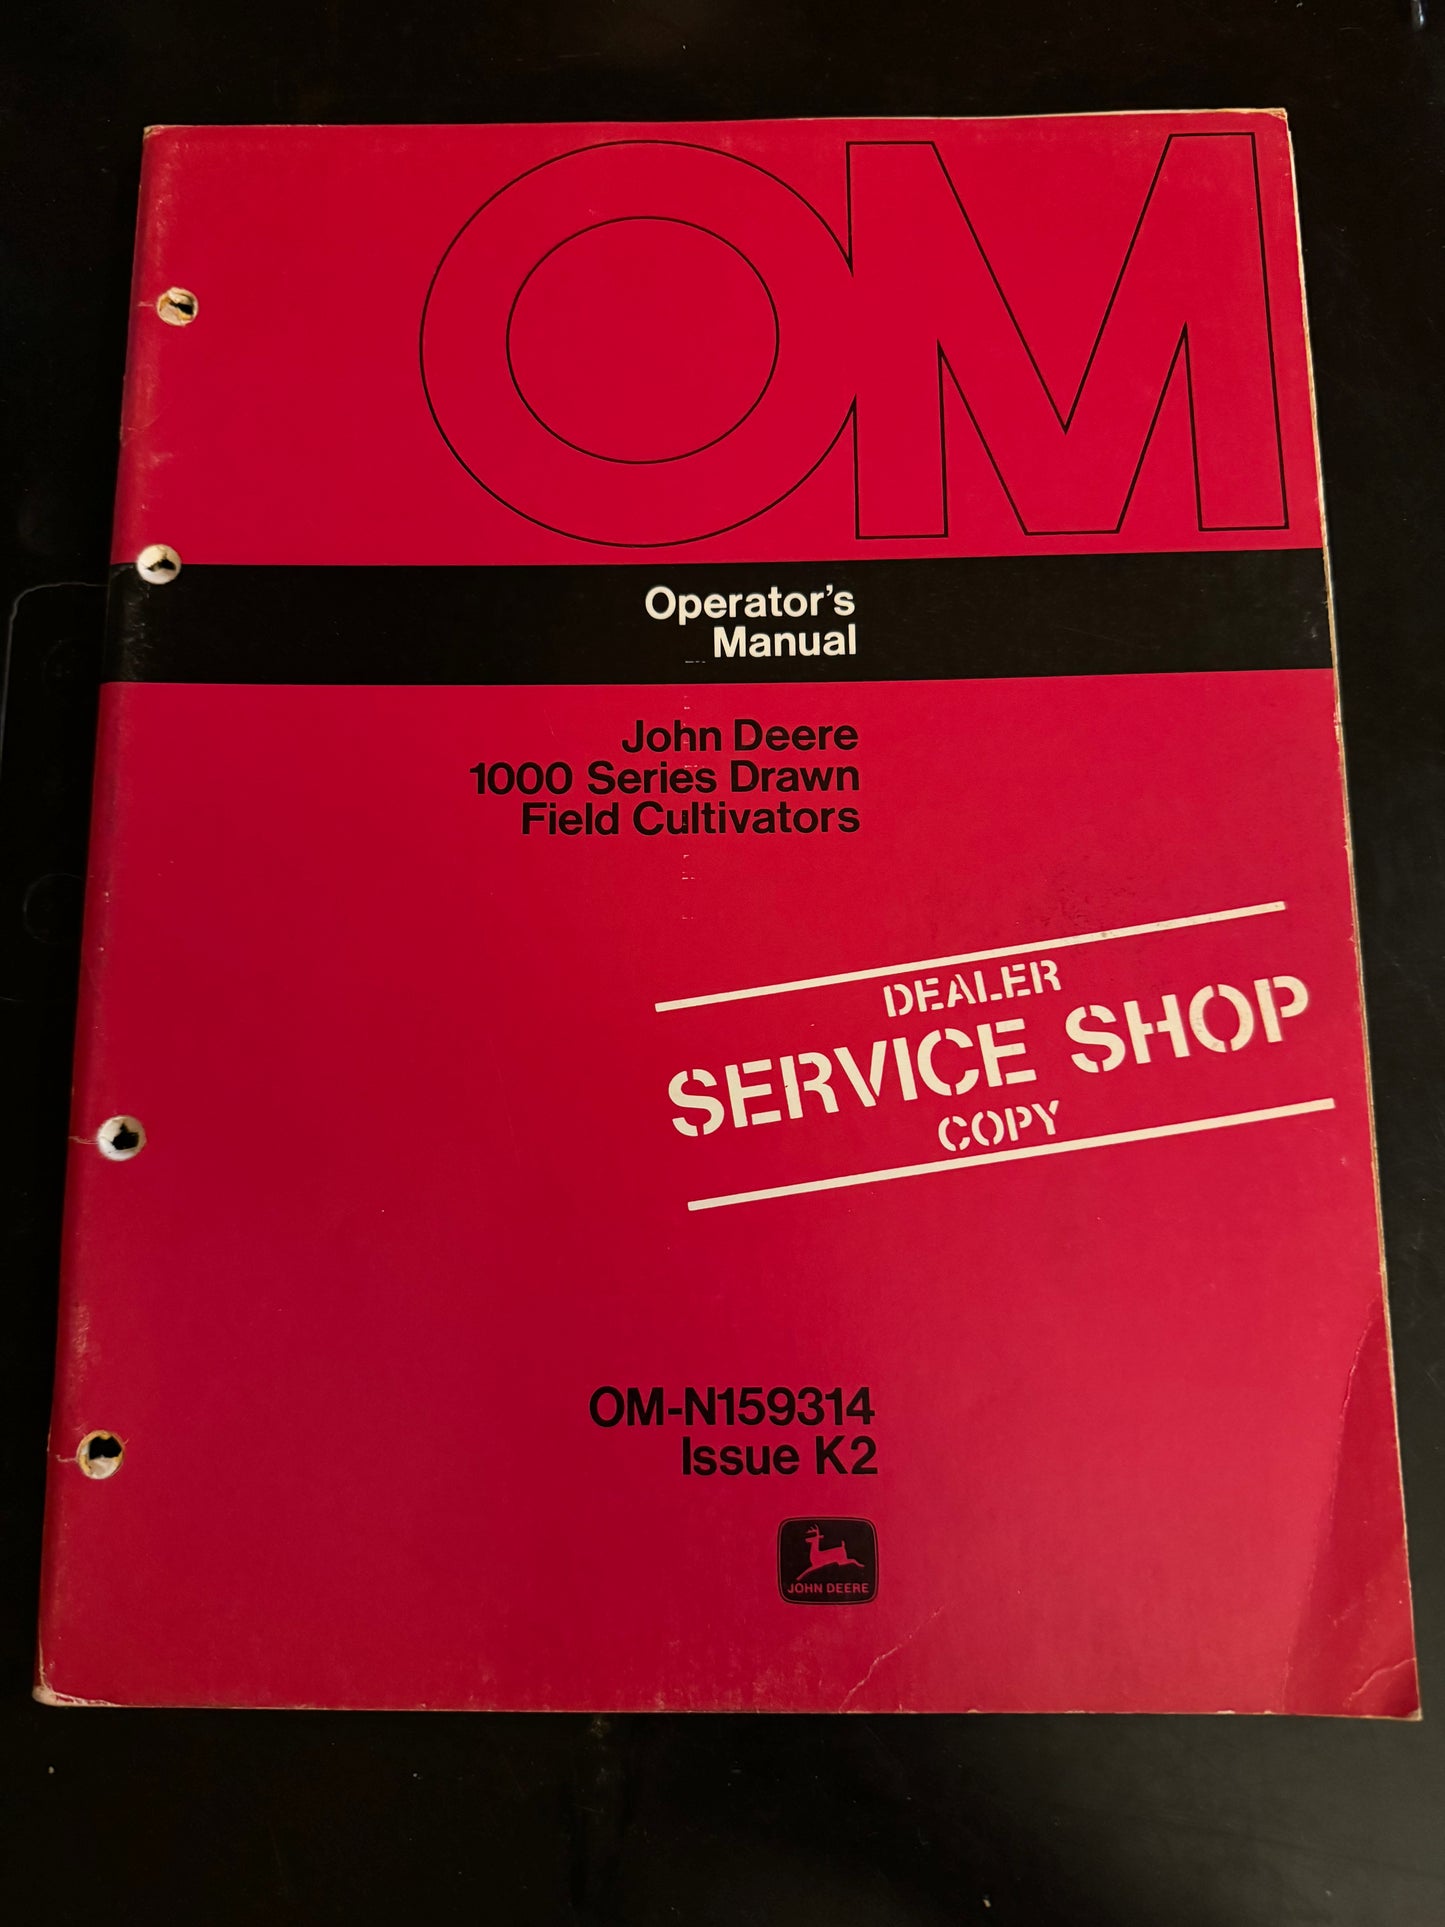 OM
Operator's
Manual
John Deere
1000 Series Drawn
Field Cultivators
DEALER
SERVICE SHOP
COPY
OM-N159314
Issue K2
JOHN DEERE